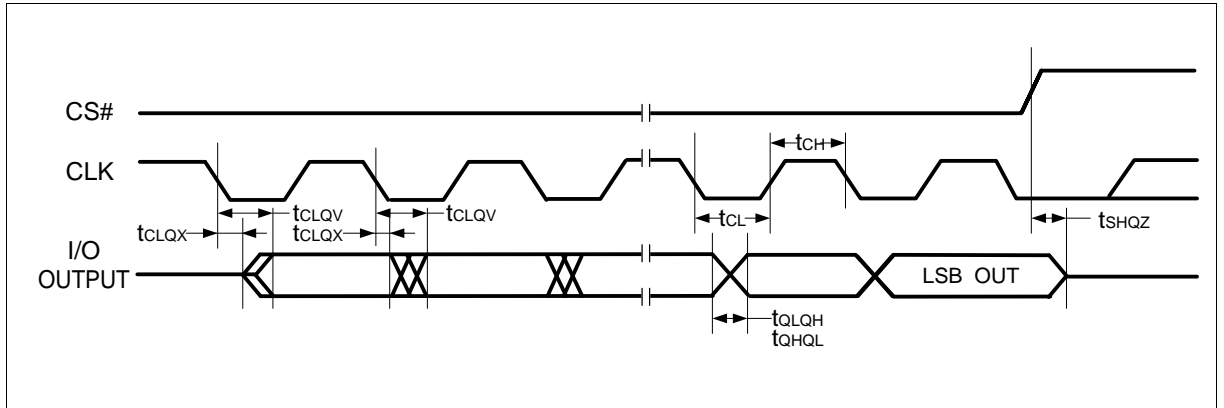 CS#
CLK
tCH
tCLQV
tCLQV
tCL
tSHQZ
tCLQX
tCLQX
I/O
OUTPUT
LSB OUT
tQLQH
tQHQL